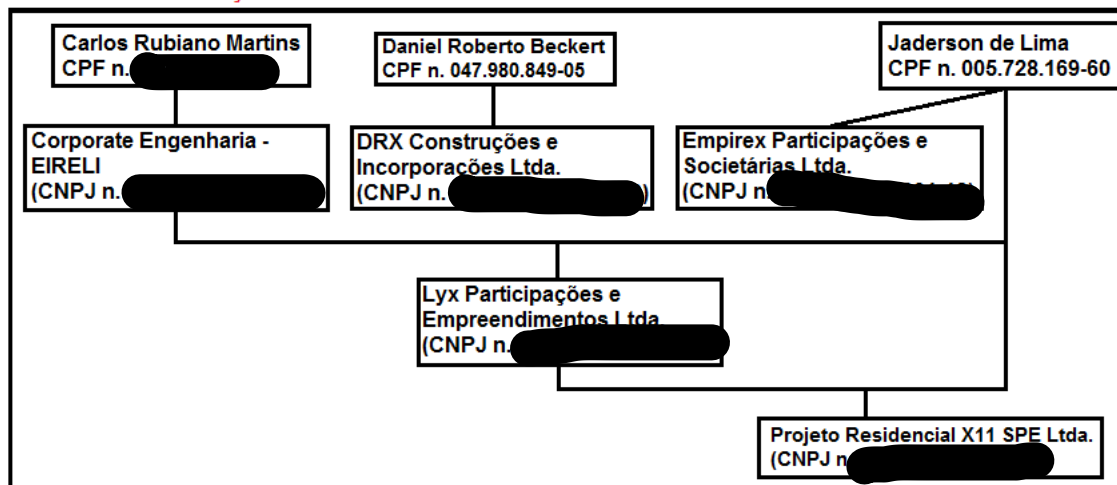 Carlos Rubiano Martins
CPF n.
Daniel Roberto Beckert
CPF n. 047.980.849-05
Jaderson de Lima
CPF n. 005.728.169-60
Corporate Engenharia -
EIRELI
(CNPJ n.
DRX Construções e
Incorporações Ltda.
(CNPJ n. )
Empirex Participações e
Societárias Ltda.
(CNPJ n.
Lyx Participações e
Empreendimentos Ltda.
(CNPJ n.
Projeto Residencial X11 SPE Ltda.
(CNPJ n